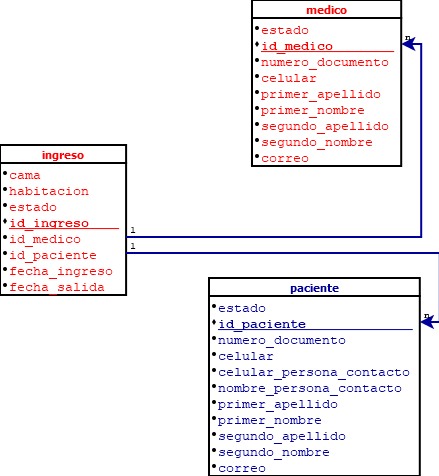 medico
estado
id_medico
numero_documento
celular
primer_apellido
primer_nombre
segundo_apellido
segundo_nombre
correo
n
ingreso
cama
habitacion
estado
id_ingreso
id_medico
id_paciente
fecha_ingreso
fecha_salida
1
1
paciente
estado
id_paciente
numero_documento
celular
celular_persona_contacto
nombre_persona_contacto
primer_apellido
primer_nombre
segundo_apellido
segundo_nombre
correo
n